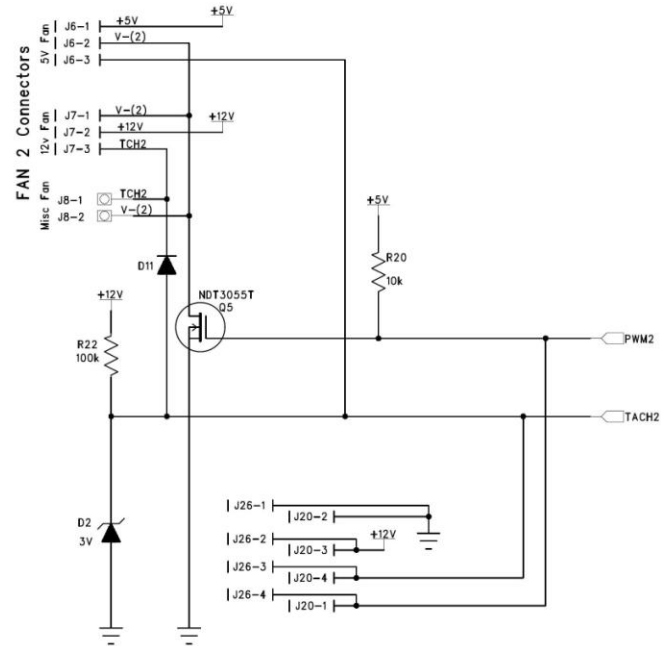 +5V
J6-1 +5V
J6-2 V-(2)
J6-3
5V Fan
FAN 2 Connectors
J7-1 V-(2)
J7-2 +12V
+12V
J7-3 TCH2
12v Fan
J8-1 TCH2
J8-2 V-(2)
Misc Fan
+5V
D11
R20
10k
NDT3055T
Q5
+12V
R22
100k
PWM2
TACH2
J26-1
J20-2
D2
3V
J26-2
+12V
J20-3
J26-3
J20-4
J26-4
J20-1